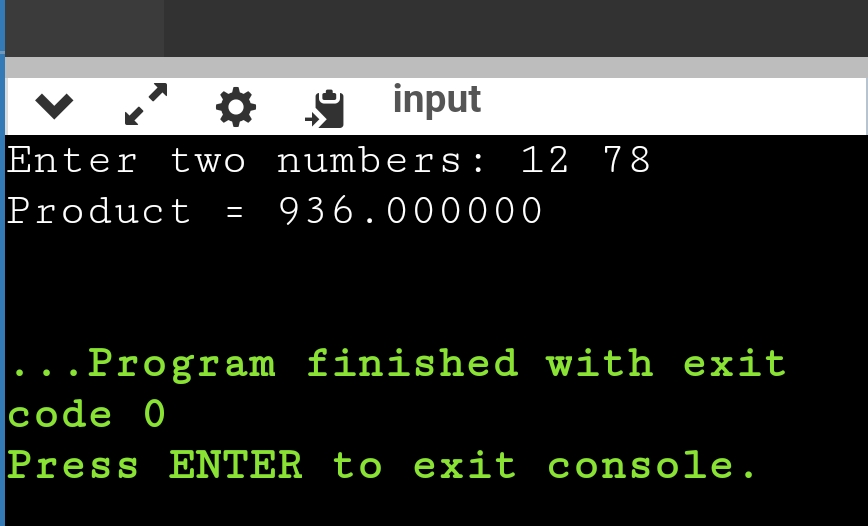 input
Enter two numbers: 12 78
Product = 936.000000
...Program finished with exit
code 0
Press ENTER to exit console.